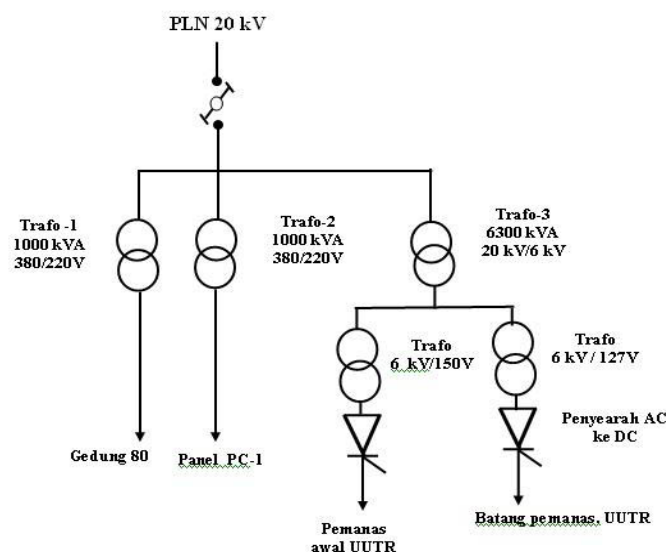 PLN 20 kV
Trafo -1
1000 kVA
380/220V
Trafo-2
1000 kVA
380/220V
Trafo-3
6300 kVA
20 kV/6 kV
Trafo
6 kV/150V
Trafo
6 kV / 127V
Penyearah AC
ke DC
Gedung 80
Panel PC-1
Pemanas
awal UUTR
Batang pemanas, UUTR